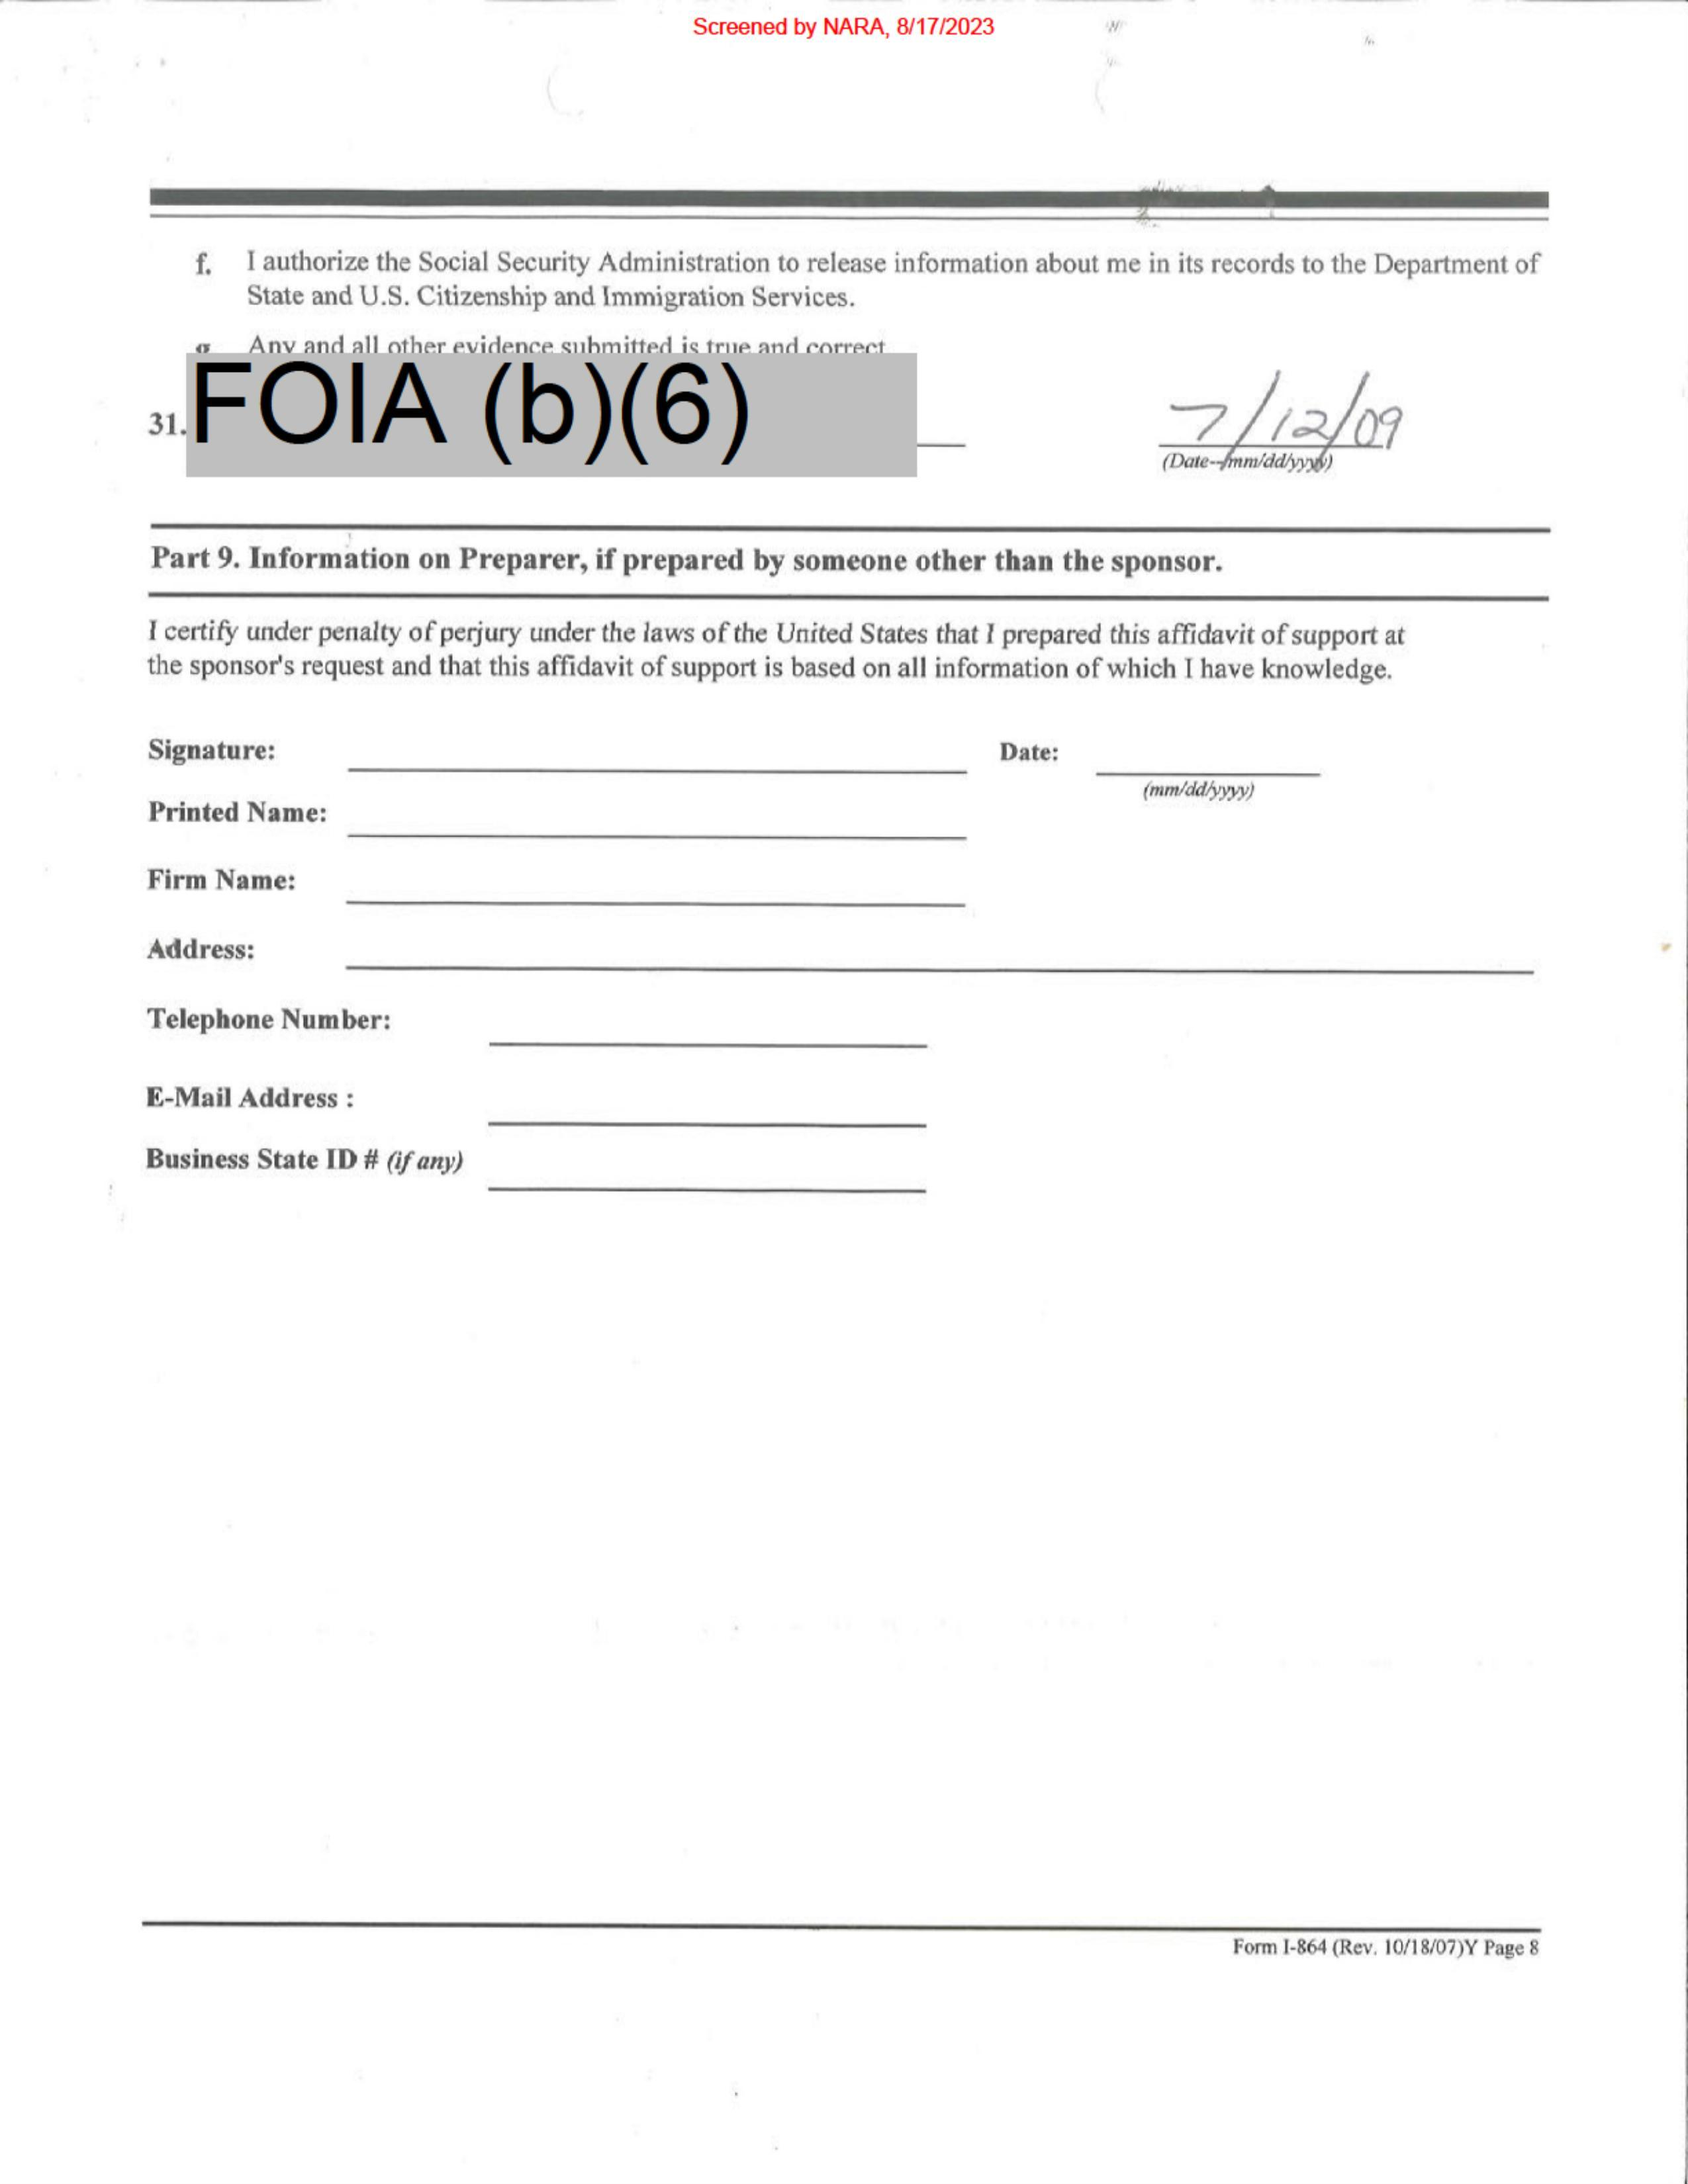 Screened by NARA, 8/17/2023
f. I authorize the Social Security Administration to release information about me in its records to the Department of
State and U.S. Citizenship and Immigration Services.
g Any and all other evidence submitted is true and correct
31. FOIA (b)(6) 7/12/09
(Date--mm/dd/yyyy)
Part 9. Information on Preparer, if prepared by someone other than the sponsor.
I certify under penalty of perjury under the laws of the United States that I prepared this affidavit of support at
the sponsor's request and that this affidavit of support is based on all information of which I have knowledge.
Signature: Date:
(mm/dd/yyyy)
Printed Name:
Firm Name:
Address:
Telephone Number:
E-Mail Address :
Business State ID # (if any)
Form I-864 (Rev. 10/18/07)Y Page 8